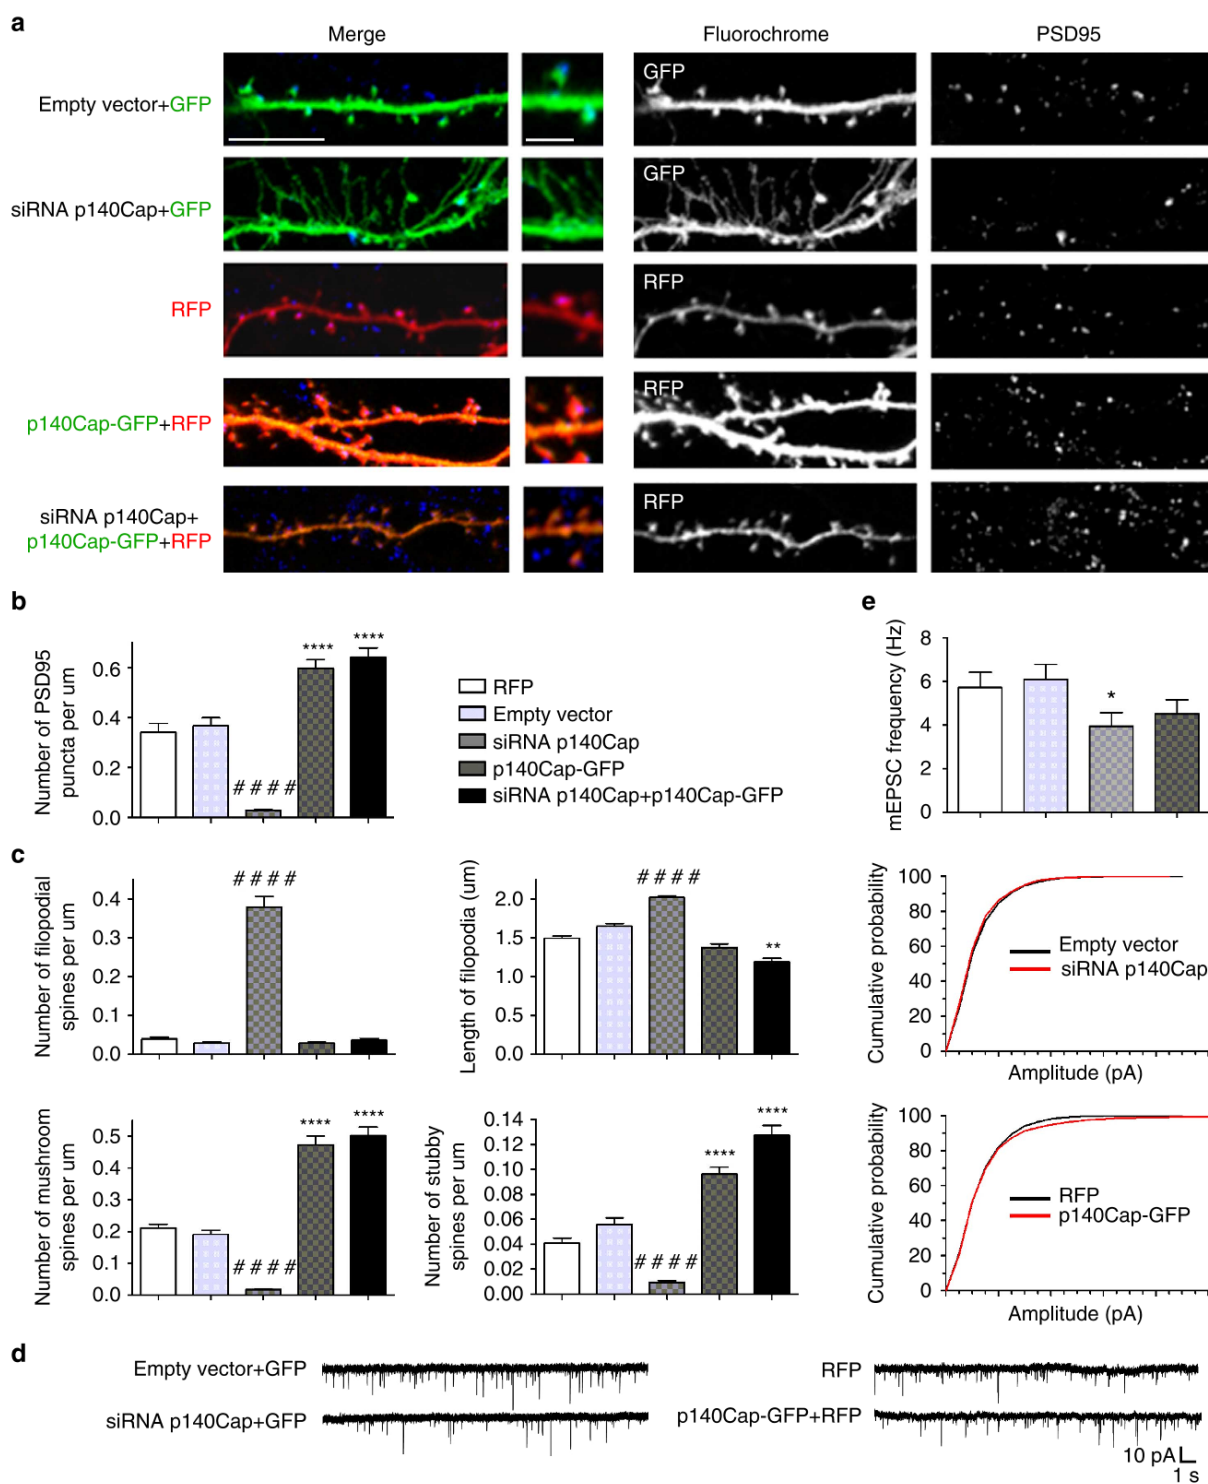 a
Merge
Fluorochrome
PSD95
Empty vector+GFP
GFP
siRNA p140Cap+GFP
GFP
RFP
RFP
p140Cap-GFP+RFP
RFP
siRNA p140Cap+
p140Cap-GFP+RFP
RFP
b
Number of PSD95
puncta per um
0.6
0.4
0.2
0.0
####
****
****
RFP
Empty vector
siRNA p140Cap
p140Cap-GFP
siRNA p140Cap+p140Cap-GFP
e
mEPSC frequency (Hz)
8
6
4
2
0
*
c
Number of fiilopodial
spines per um
0.4
0.3
0.2
0.1
0.0
####
Length of filopodia (um)
2.0
1.5
1.0
0.5
0.0
####
**
Cumulative probability
100
80
60
40
20
0
Empty vector
siRNA p140Cap
Amplitude (pA)
Number of mushroom
spines per um
0.5
0.4
0.3
0.2
0.1
0.0
####
****
****
Number of stubby
spines per um
0.14
0.12
0.10
0.08
0.06
0.04
0.02
0.00
####
****
****
Cumulative probability
100
80
60
40
20
0
RFP
p140Cap-GFP
Amplitude (pA)
d
Empty vector+GFP
siRNA p140Cap+GFP
RFP
p140Cap-GFP+RFP
10 pA
1 s